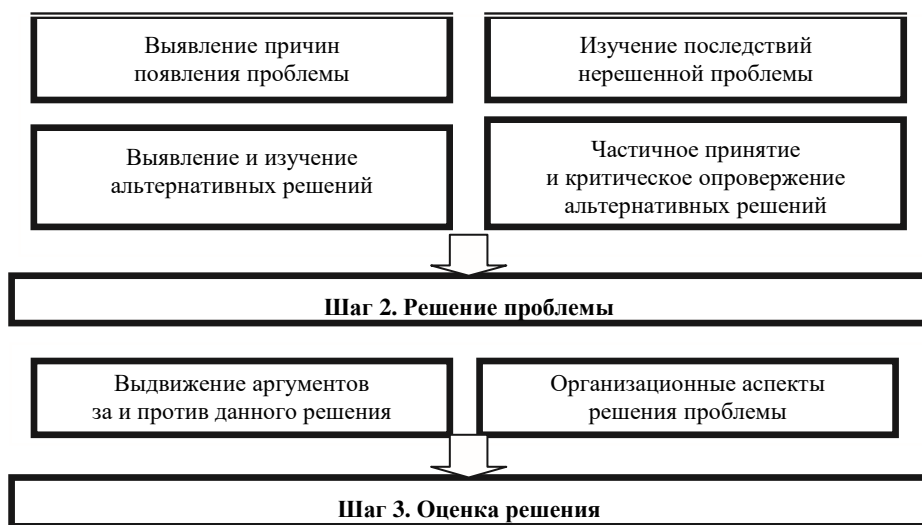 Выявление причин
появления проблемы
Изучение последствий
нерешенной проблемы
Выявление и изучение
альтернативных решений
Частичное принятие
и критическое опровержение
альтернативных решений
Шаг 2. Решение проблемы
Выдвижение аргументов
за и против данного решения
Организационные аспекты
решения проблемы
Шаг 3. Оценка решения